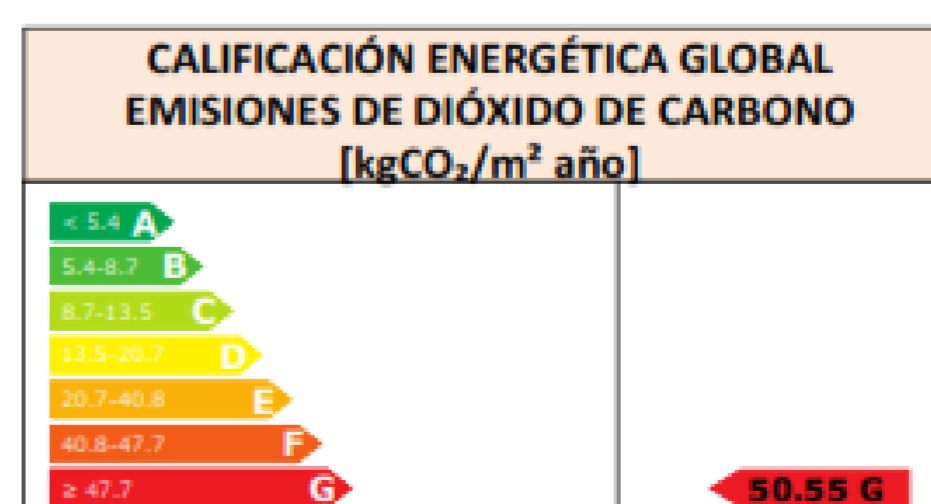 CALIFICACIÓN ENERGÉTICA GLOBAL
EMISIONES DE DIÓXIDO DE CARBONO
[kgCO₂/m² año]
< 5.4 A
5.4-8.7 B
8.7-13.5 C
13.5-20.7 D
20.7-40.8 E
40.8-47.7 F
≥ 47.7 G
50.55 G